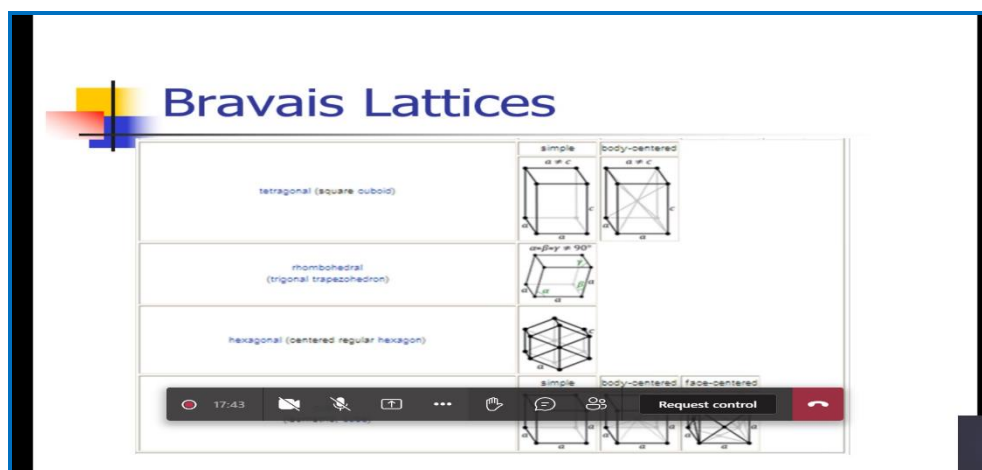 Bravais Lattices
simple body-centered
a ≠ c a ≠ c
tetragonal (square cuboid)
c c
a a
a a
α=β=γ ≠ 90°
rhombohedral
(trigonal trapezohedron)
γ
a α β a
a
hexagonal (centered regular hexagon)
c
a
simple body-centered face-centered
17:43 Request control
a a a